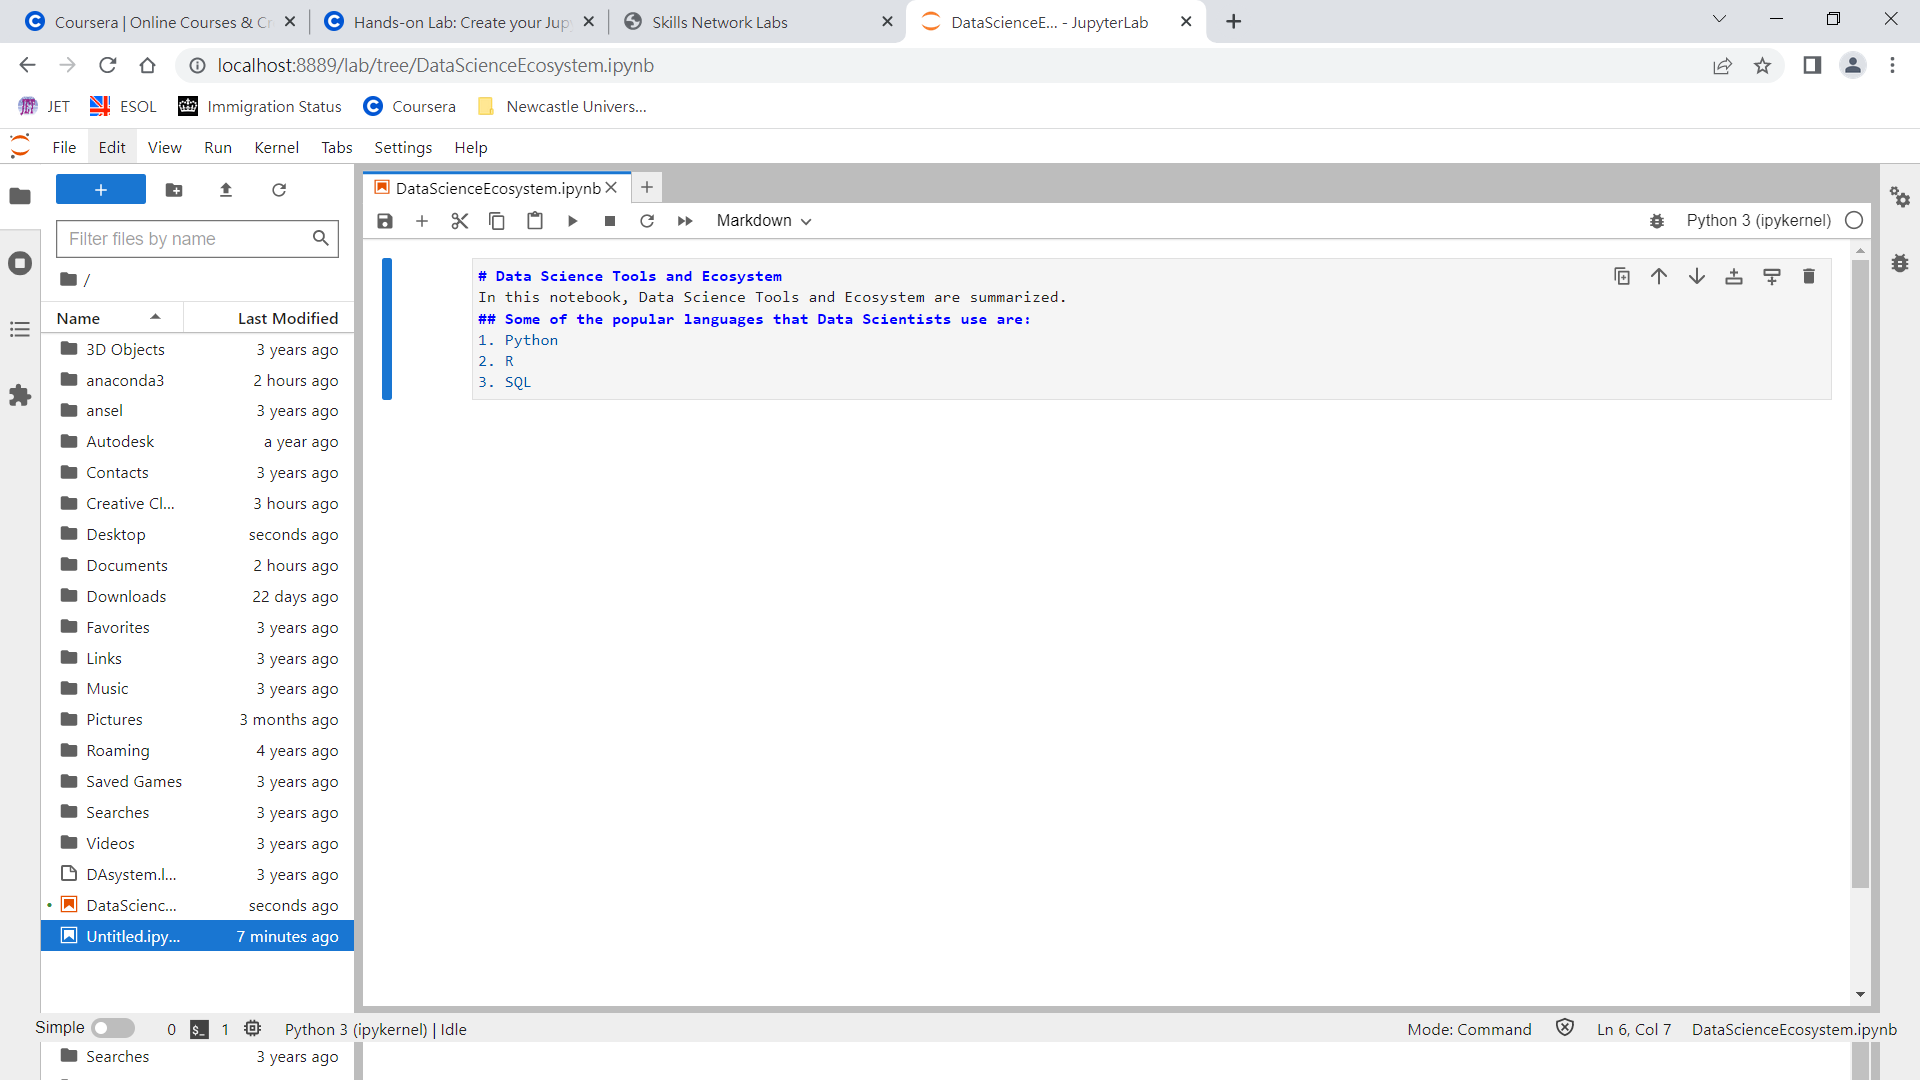 Coursera | Online Courses & Cr
Hands-on Lab: Create your Jup
Skills Network Labs
DataScienceE... - JupyterLab
localhost:8889/lab/tree/DataScienceEcosystem.ipynb
JET
ESOL
Immigration Status
Coursera
Newcastle Univers...
File Edit View Run Kernel Tabs Settings Help
DataScienceEcosystem.ipynb
Markdown
Python 3 (ipykernel)
Filter files by name
/
Name Last Modified
3D Objects 3 years ago
anaconda3 2 hours ago
ansel 3 years ago
Autodesk a year ago
Contacts 3 years ago
Creative Cl... 3 hours ago
Desktop seconds ago
Documents 2 hours ago
Downloads 22 days ago
Favorites 3 years ago
Links 3 years ago
Music 3 years ago
Pictures 3 months ago
Roaming 4 years ago
Saved Games 3 years ago
Searches 3 years ago
Videos 3 years ago
DAsystem.l... 3 years ago
DataScienc... seconds ago
Untitled.ipy... 7 minutes ago
# Data Science Tools and Ecosystem
In this notebook, Data Science Tools and Ecosystem are summarized.
## Some of the popular languages that Data Scientists use are:
1. Python
2. R
3. SQL
Simple 0 $_ 1 Python 3 (ipykernel) | Idle Mode: Command Ln 6, Col 7 DataScienceEcosystem.ipynb
Searches 3 years ago